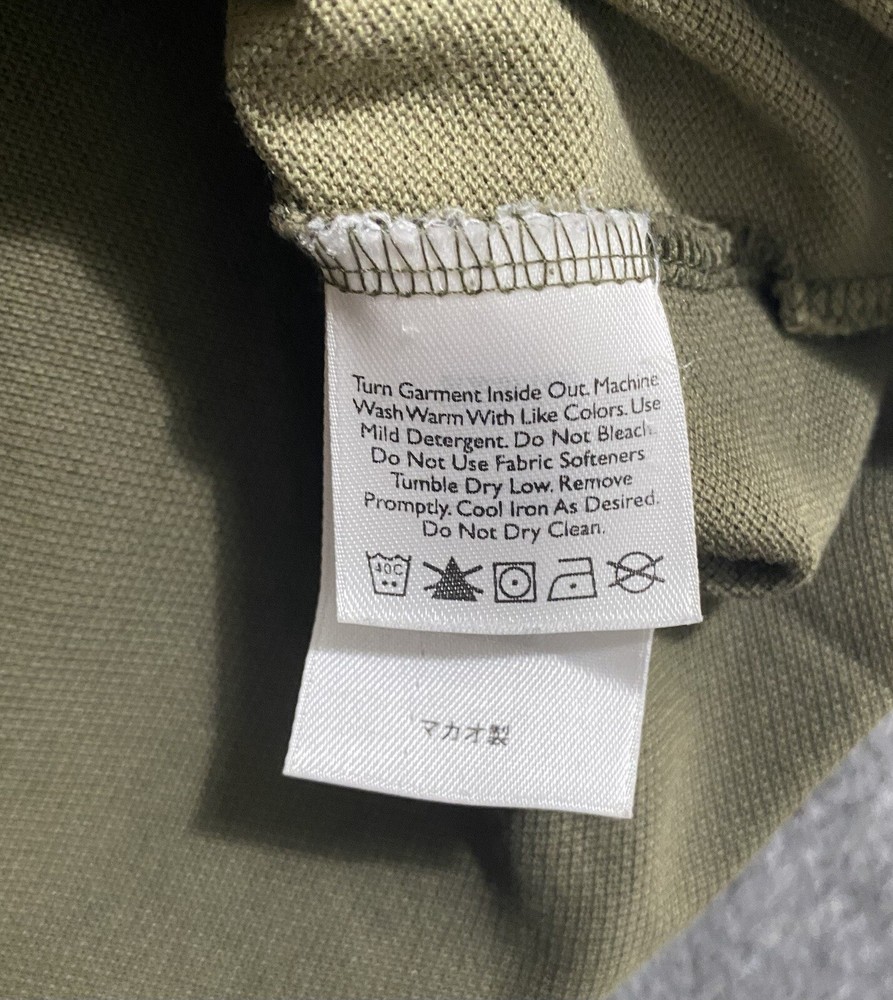 Turn Garment Inside Out. Machine
Wash Warm With Like Colors. Use
Mild Detergent. Do Not Bleach.
Do Not Use Fabric Softeners
Tumble Dry Low. Remove
Promptly. Cool Iron As Desired.
Do Not Dry Clean.
40C
マカオ製